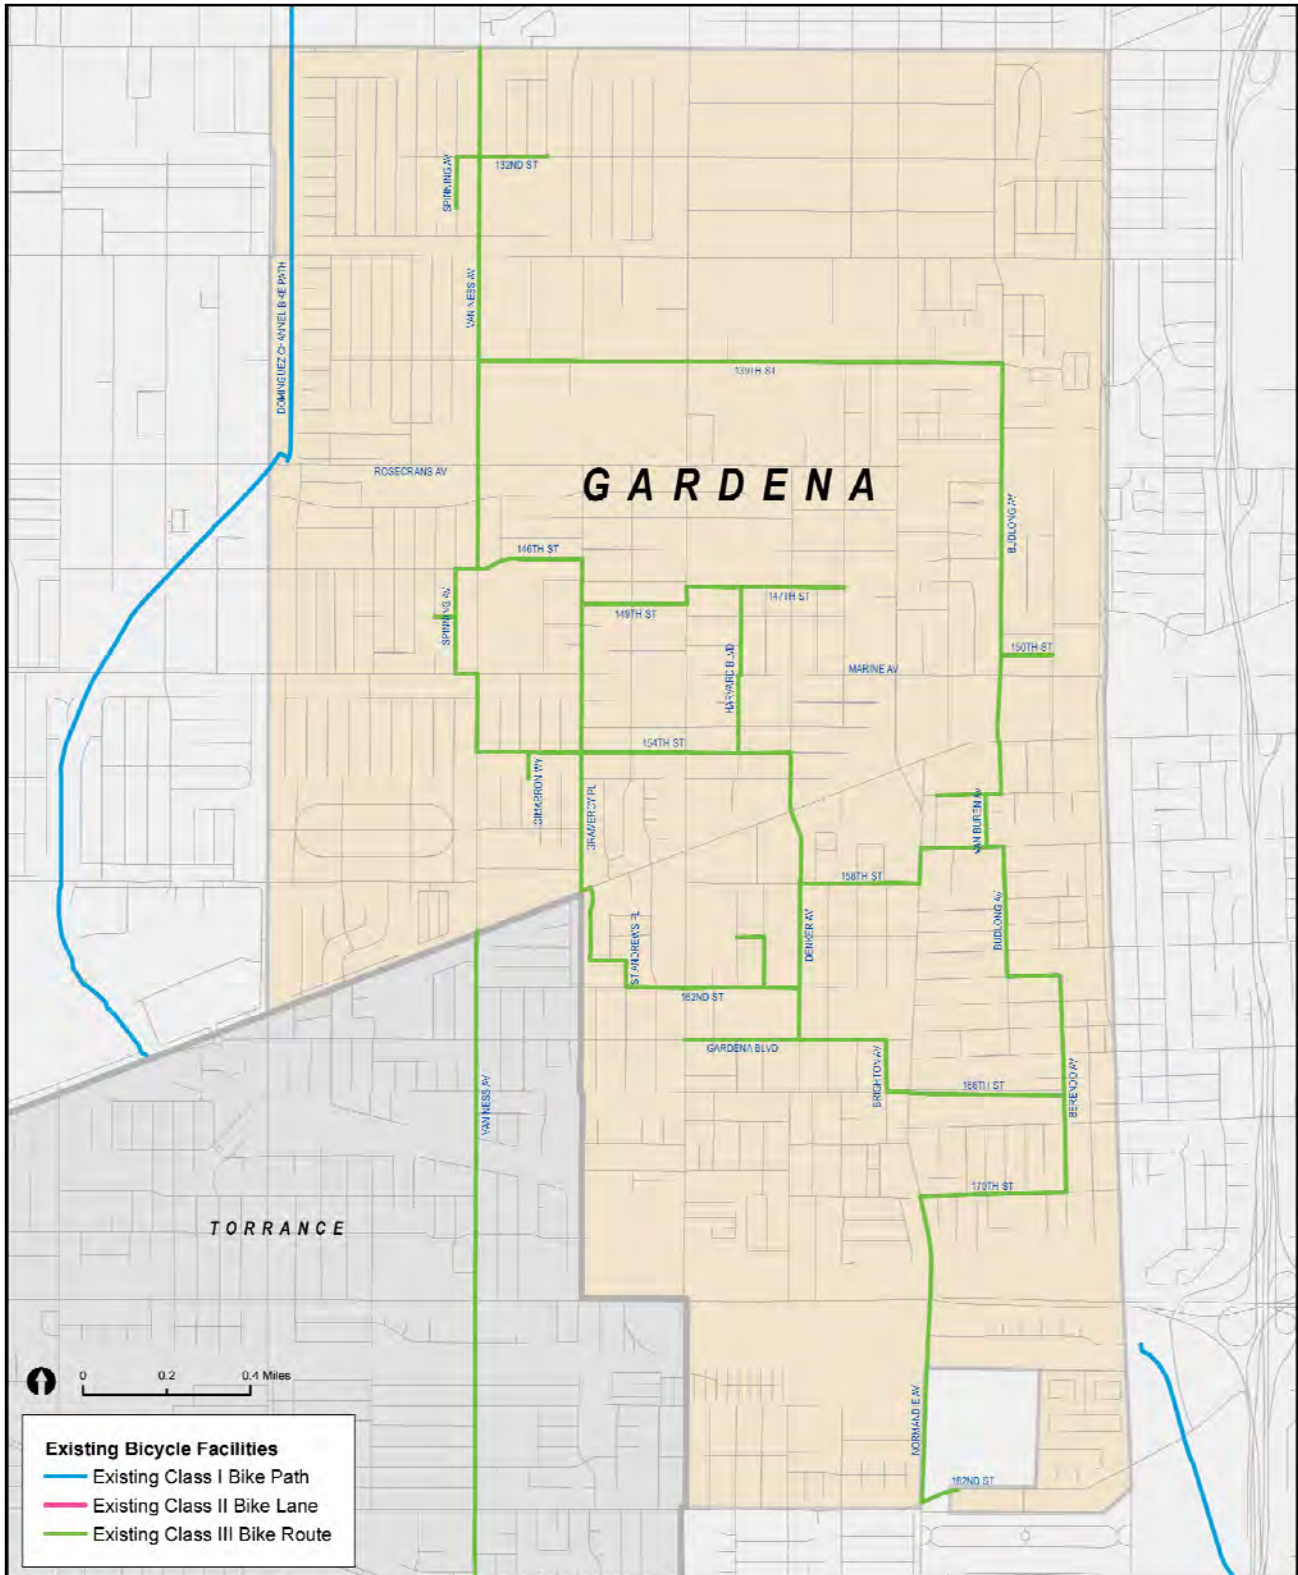 132ND ST
SPINNING AV
VAN NESS AV
DOMINGUEZ CHANNEL BIKE PATH
139TH ST
ROSECRANS AV
GARDENA
BUDLONG AV
146TH ST
147TH ST
149TH ST
SPINNING AV
HARVARD BLVD
150TH ST
MARINE AV
154TH ST
CIMARRON WY
GRAMERCY PL
VAN BUREN AV
158TH ST
BUDLONG AV
DENKER AV
ST ANDREWS PL
162ND ST
GARDENA BLVD
BRIGHTON AV
166TH ST
BERENDO AV
VAN NESS AV
170TH ST
TORRANCE
0 0.2 0.4 Miles
NORMANDIE AV
182ND ST
Existing Bicycle Facilities
Existing Class I Bike Path
Existing Class II Bike Lane
Existing Class III Bike Route